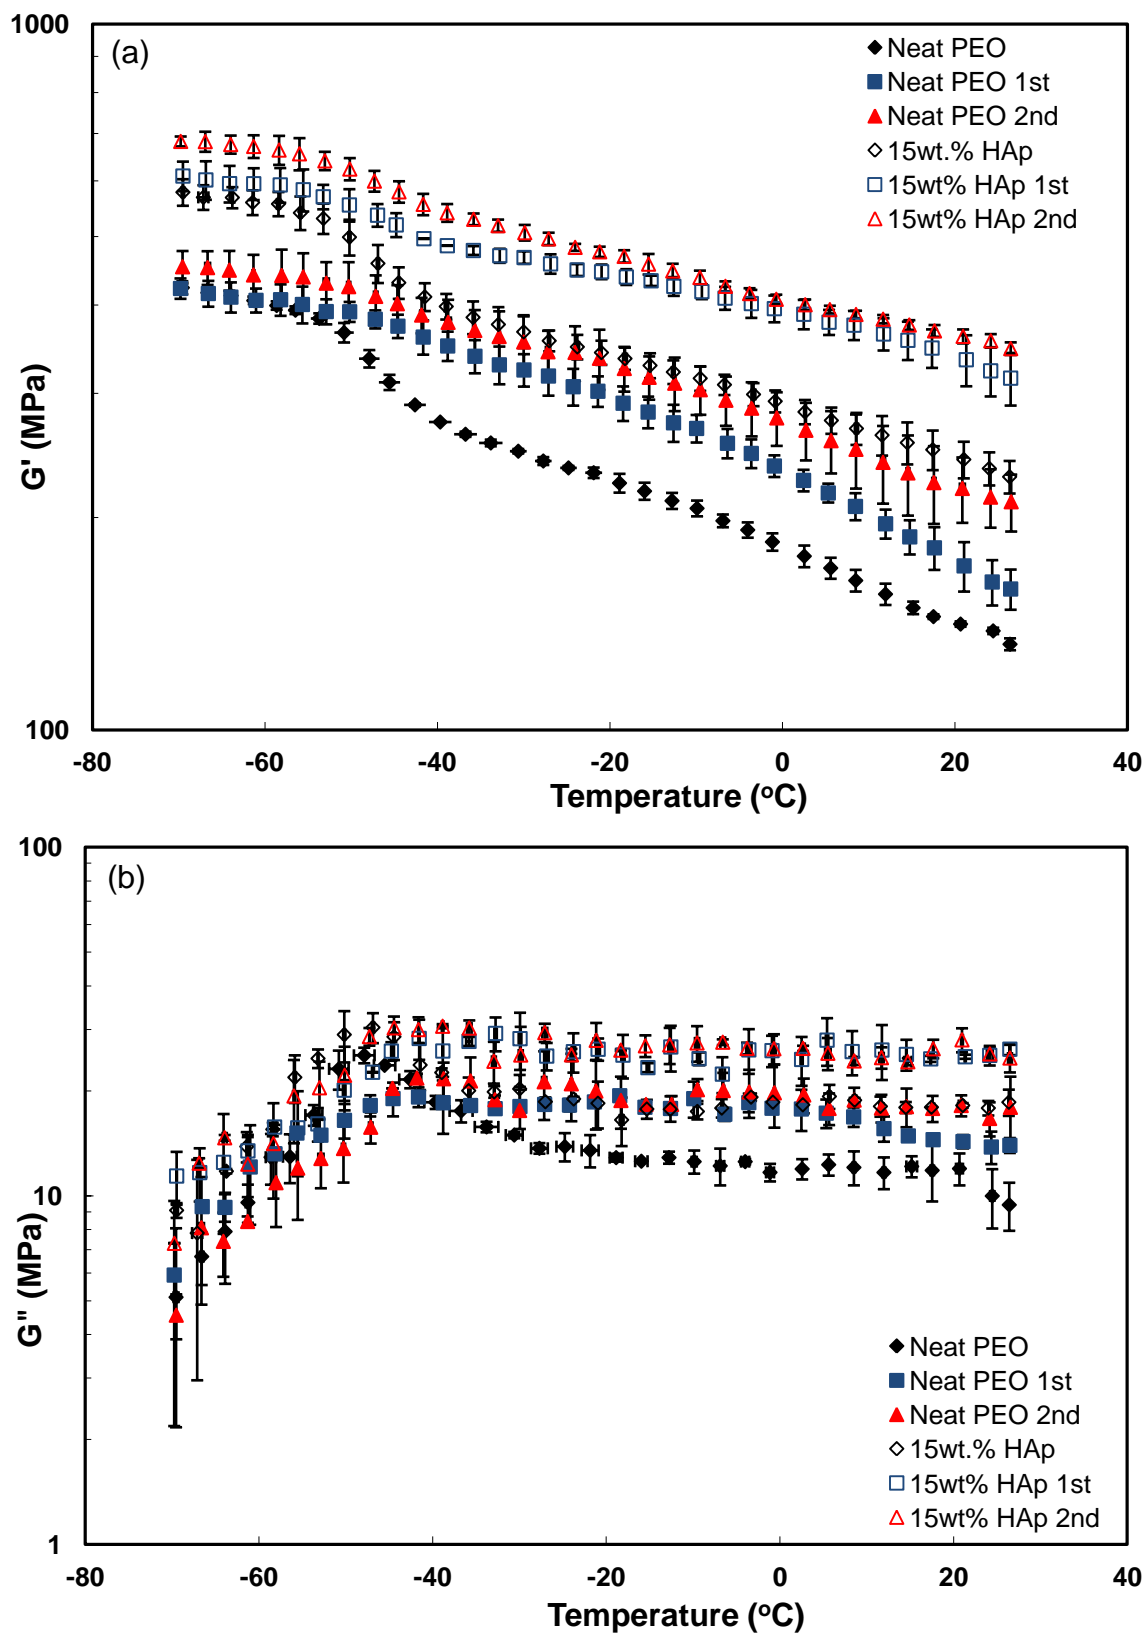 1000
(a)
Neat PEO
Neat PEO 1st
Neat PEO 2nd
15wt.% HAp
15wt% HAp 1st
15wt% HAp 2nd
G' (MPa)
100
-80 -60 -40 -20 0 20 40
Temperature (oC)
100
(b)
10
G" (MPa)
Neat PEO
Neat PEO 1st
Neat PEO 2nd
15wt.% HAp
15wt% HAp 1st
15wt% HAp 2nd
1
-80 -60 -40 -20 0 20 40
Temperature (oC)